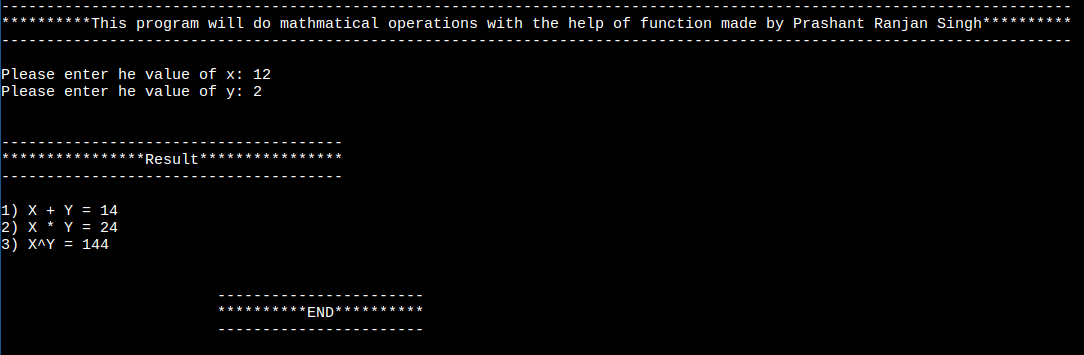 -----------------------------------------------------------------------------------------------------------------------
**********This program will do mathmatical operations with the help of function made by Prashant Ranjan Singh**********
-----------------------------------------------------------------------------------------------------------------------
Please enter he value of x: 12
Please enter he value of y: 2
--------------------------------------
****************Result****************
--------------------------------------
1) X + Y = 14
2) X * Y = 24
3) X^Y = 144
-----------------------
**********END**********
-----------------------